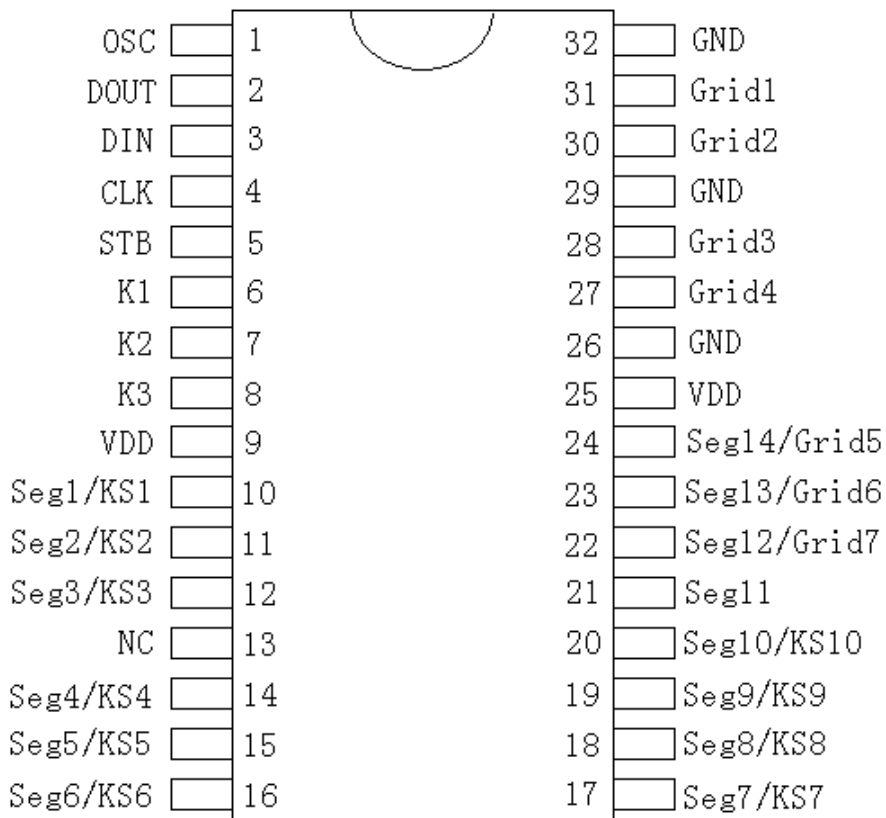 OSC 1 32 GND
DOUT 2 31 Grid1
DIN 3 30 Grid2
CLK 4 29 GND
STB 5 28 Grid3
K1 6 27 Grid4
K2 7 26 GND
K3 8 25 VDD
VDD 9 24 Seg14/Grid5
Seg1/KS1 10 23 Seg13/Grid6
Seg2/KS2 11 22 Seg12/Grid7
Seg3/KS3 12 21 Seg11
NC 13 20 Seg10/KS10
Seg4/KS4 14 19 Seg9/KS9
Seg5/KS5 15 18 Seg8/KS8
Seg6/KS6 16 17 Seg7/KS7